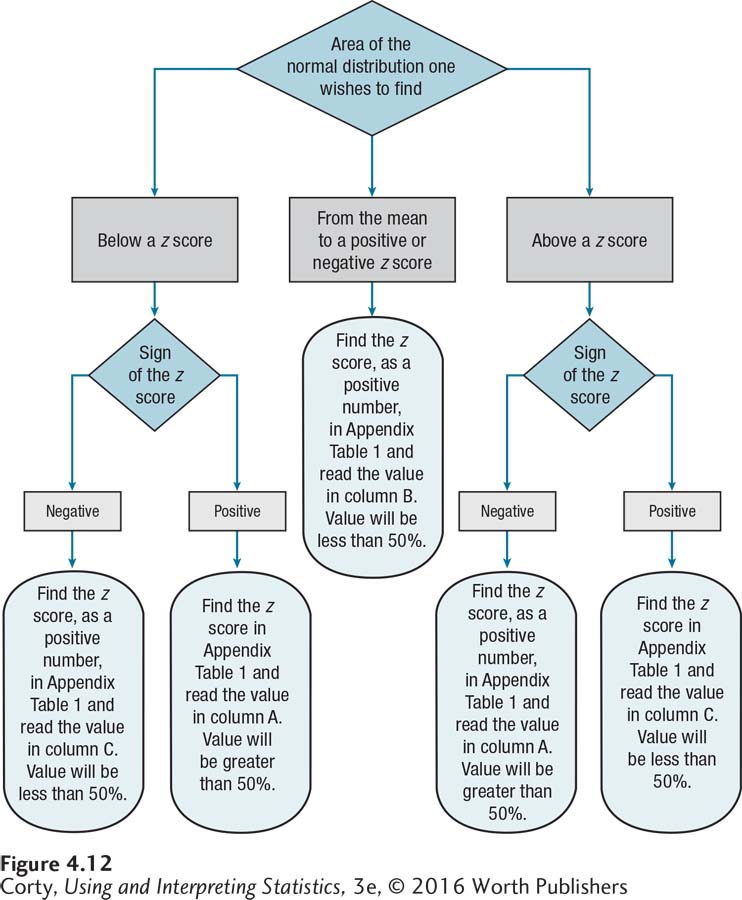 Area of the
normal distribution one
wishes to find
Below a z score
From the mean
to a positive or
negative z score
Above a z score
Sign
of the z
score
Find the z
score, as a
positive
number,
in Appendix
Table 1 and
read the value
in column B.
Value will be
less than 50%.
Sign
of the z
score
Negative
Positive
Negative
Positive
Find the z
score, as a
positive
number,
in Appendix
Table 1 and
read the value
in column C.
Value will be
less than 50%.
Find the z
score in
Appendix
Table 1 and
read the value
in column A.
Value will
be greater
than 50%.
Find the z
score, as a
positive
number,
in Appendix
Table 1 and
read the value
in column A.
Value will be
greater than
50%.
Find the z
score in
Appendix
Table 1 and
read the value
in column C.
Value will
be less than
50%.
Figure 4.12
Corty, Using and Interpreting Statistics, 3e, © 2016 Worth Publishers